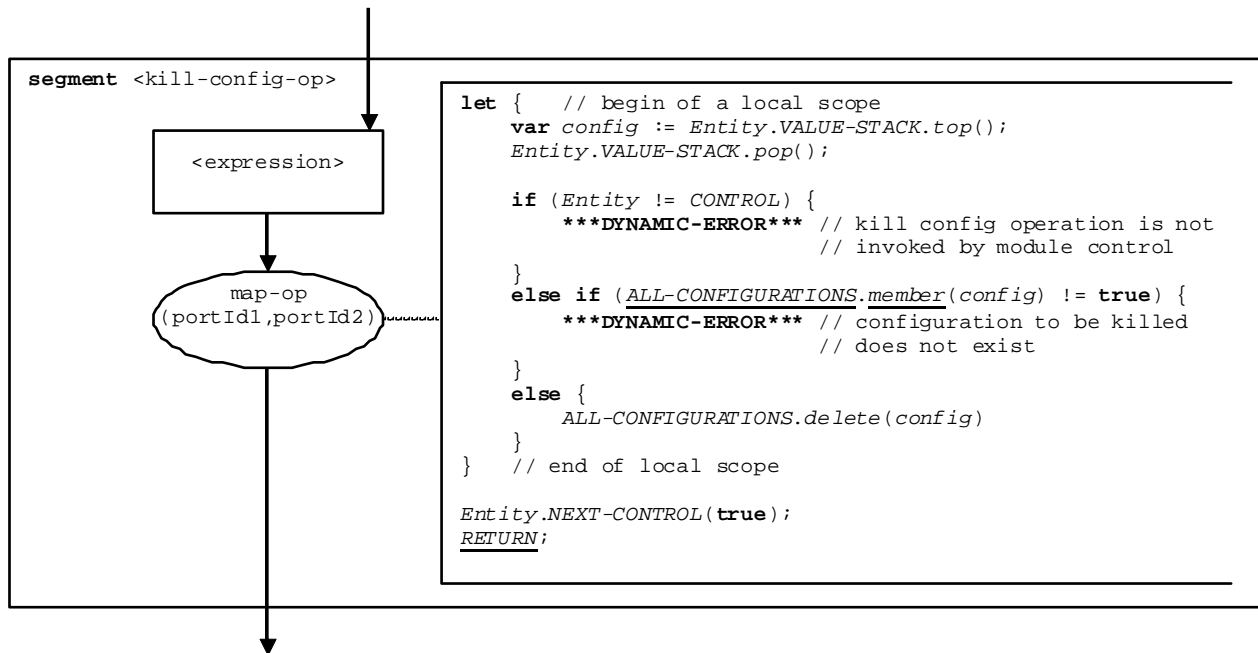 segment <kill-config-op>
<expression>
map-op
(portId1,portId2)
let {   // begin of a local scope
    var config := Entity.VALUE-STACK.top();
    Entity.VALUE-STACK.pop();
    if (Entity != CONTROL) {
        ***DYNAMIC-ERROR*** // kill config operation is not
                            // invoked by module control
    }
    else if (ALL-CONFIGURATIONS.member(config) != true) {
        ***DYNAMIC-ERROR*** // configuration to be killed
                            // does not exist
    }
    else {
        ALL-CONFIGURATIONS.delete(config)
    }
}   // end of local scope
Entity.NEXT-CONTROL(true);
RETURN;